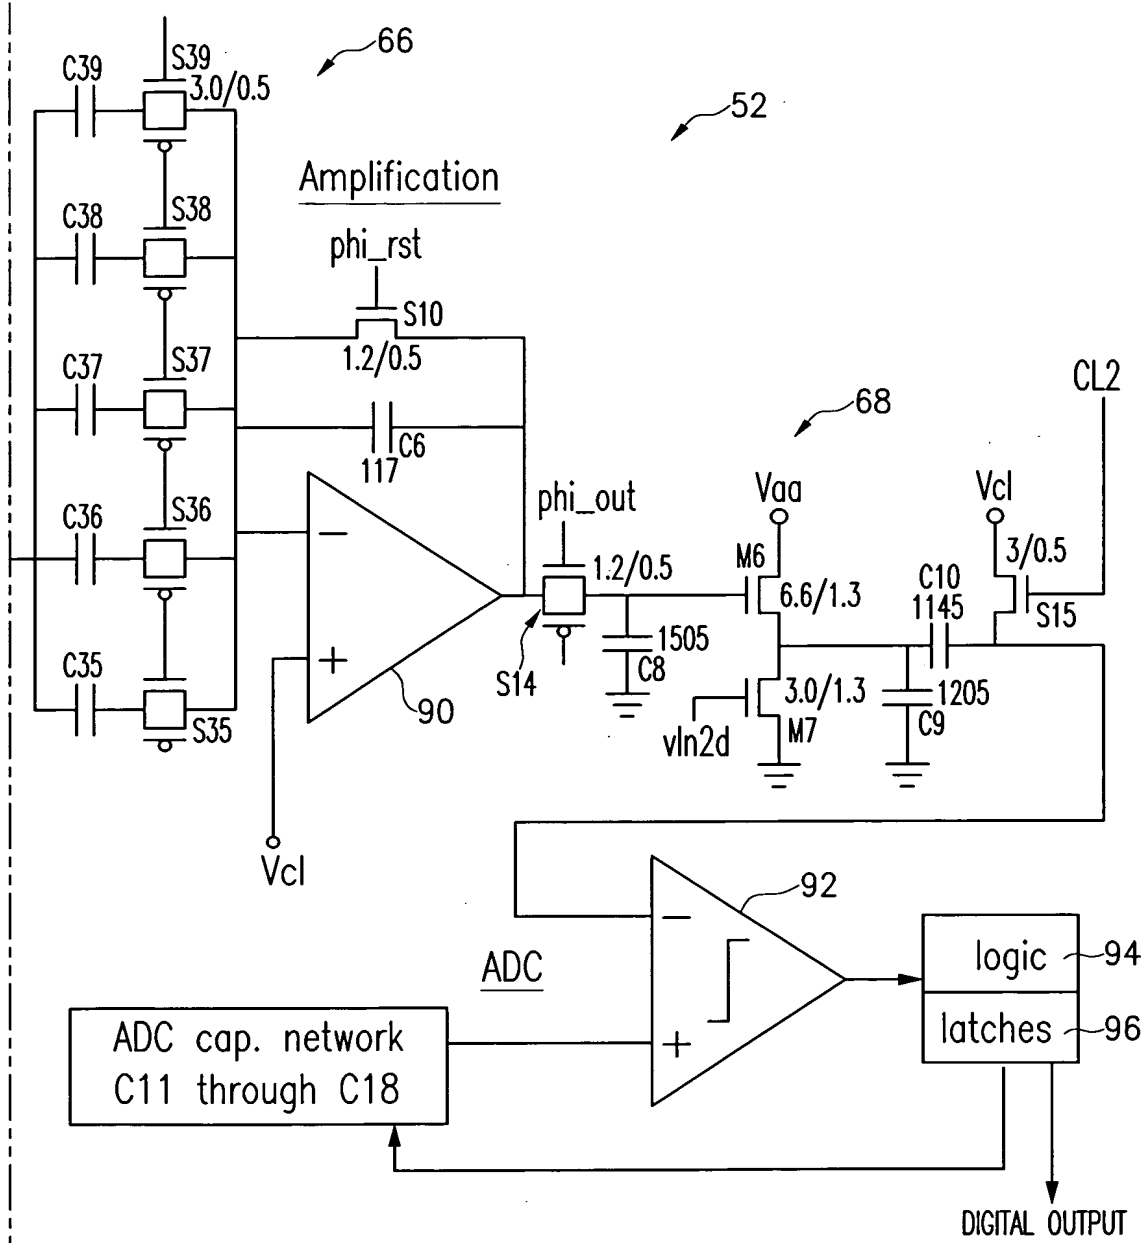 66
S39
3.0/0.5
C39
52
Amplification
C38
S38
phi_rst
S10
1.2/0.5
C37
S37
CL2
C6
117
68
phi_out
Vaa
Vcl
C36
S36
−
1.2/0.5
M6
6.6/1.3
3/0.5
C10
1145
S15
+
1505
C8
C35
S35
S14
90
3.0/1.3
M7
1205
C9
vln2d
Vcl
92
−
ADC
logic
94
ADC cap. network
C11 through C18
+
latches
96
DIGITAL OUTPUT